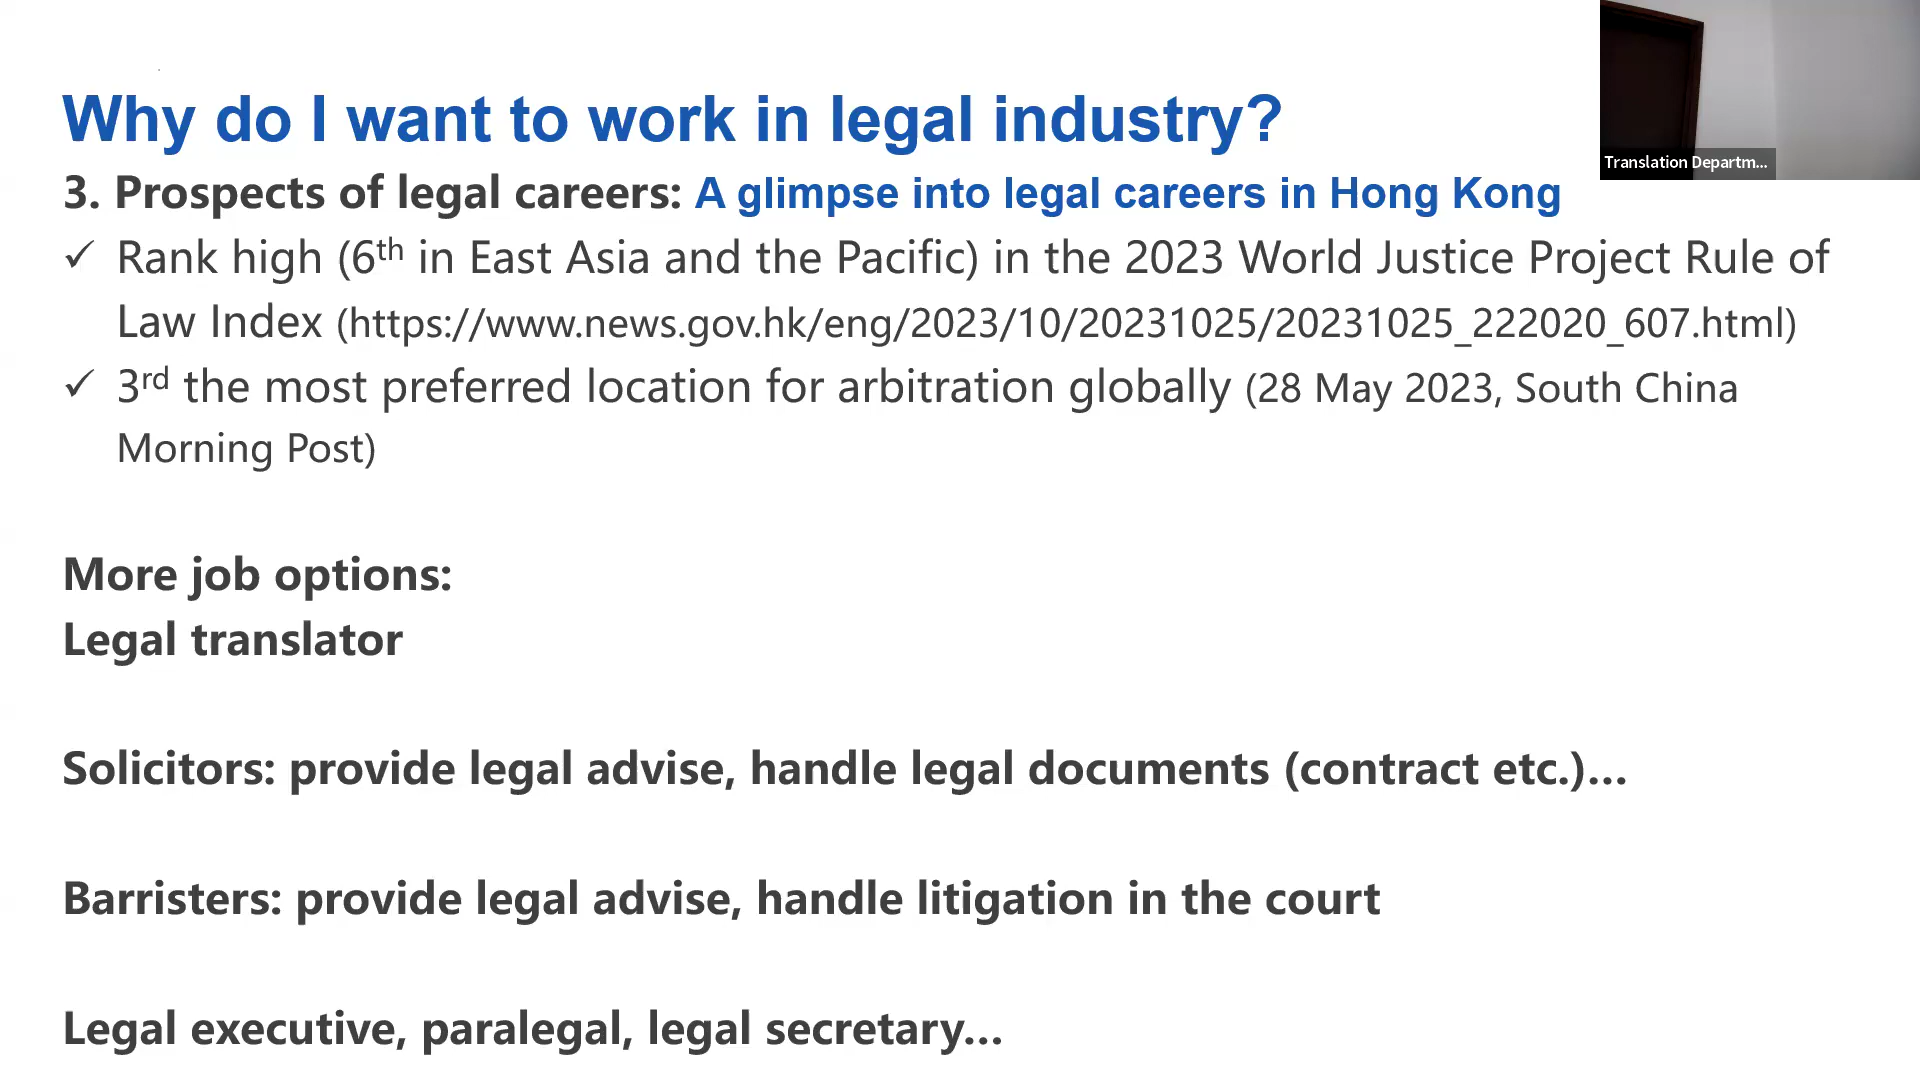 Why do I want to work in legal industry?
Translation Departm...
3. Prospects of legal careers: A glimpse into legal careers in Hong Kong
✓ Rank high (6th in East Asia and the Pacific) in the 2023 World Justice Project Rule of
Law Index (https://www.news.gov.hk/eng/2023/10/20231025/20231025_222020_607.html)
✓ 3rd the most preferred location for arbitration globally (28 May 2023, South China
Morning Post)
More job options:
Legal translator
Solicitors: provide legal advise, handle legal documents (contract etc.)...
Barristers: provide legal advise, handle litigation in the court
Legal executive, paralegal, legal secretary...